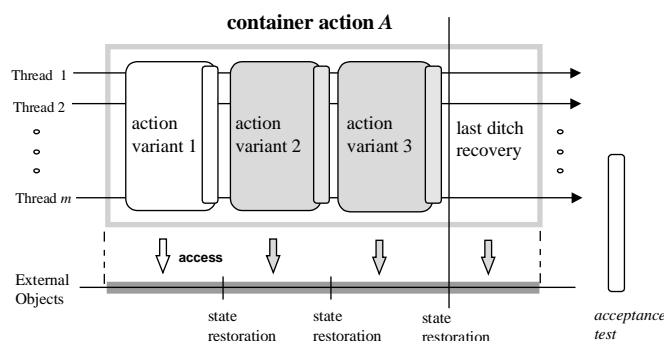 container action A
Thread 1
Thread 2
Thread m
action
variant 1
action
variant 2
action
variant 3
last ditch
recovery
access
External
Objects
state
restoration
state
restoration
state
restoration
acceptance
test